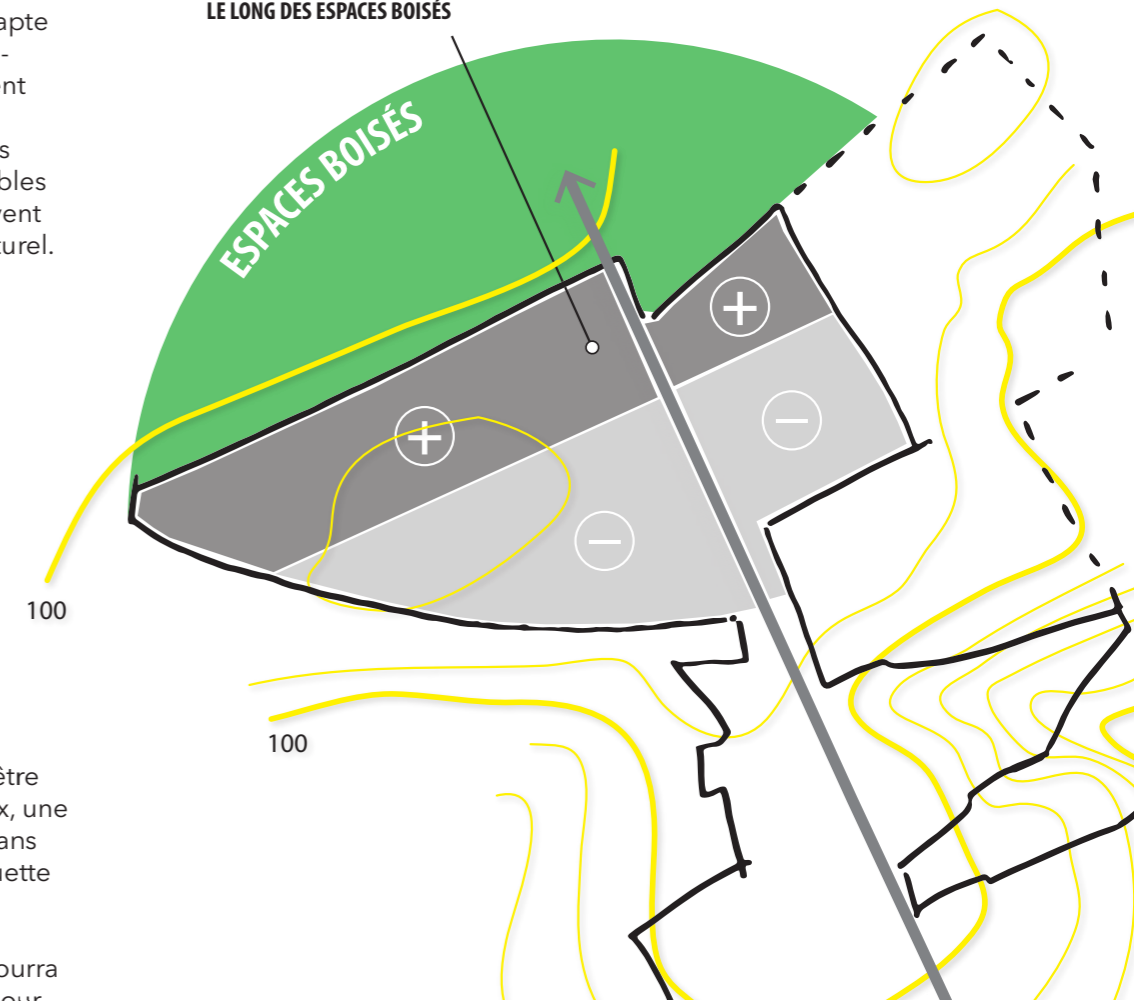 LE LONG DES ESPACES BOISÉS
ESPACES BOISÉS
+
+
−
−
100
100
être
x, une
ans
uette
ourra
our
apte
-
ent
s
bles
vent
turel.